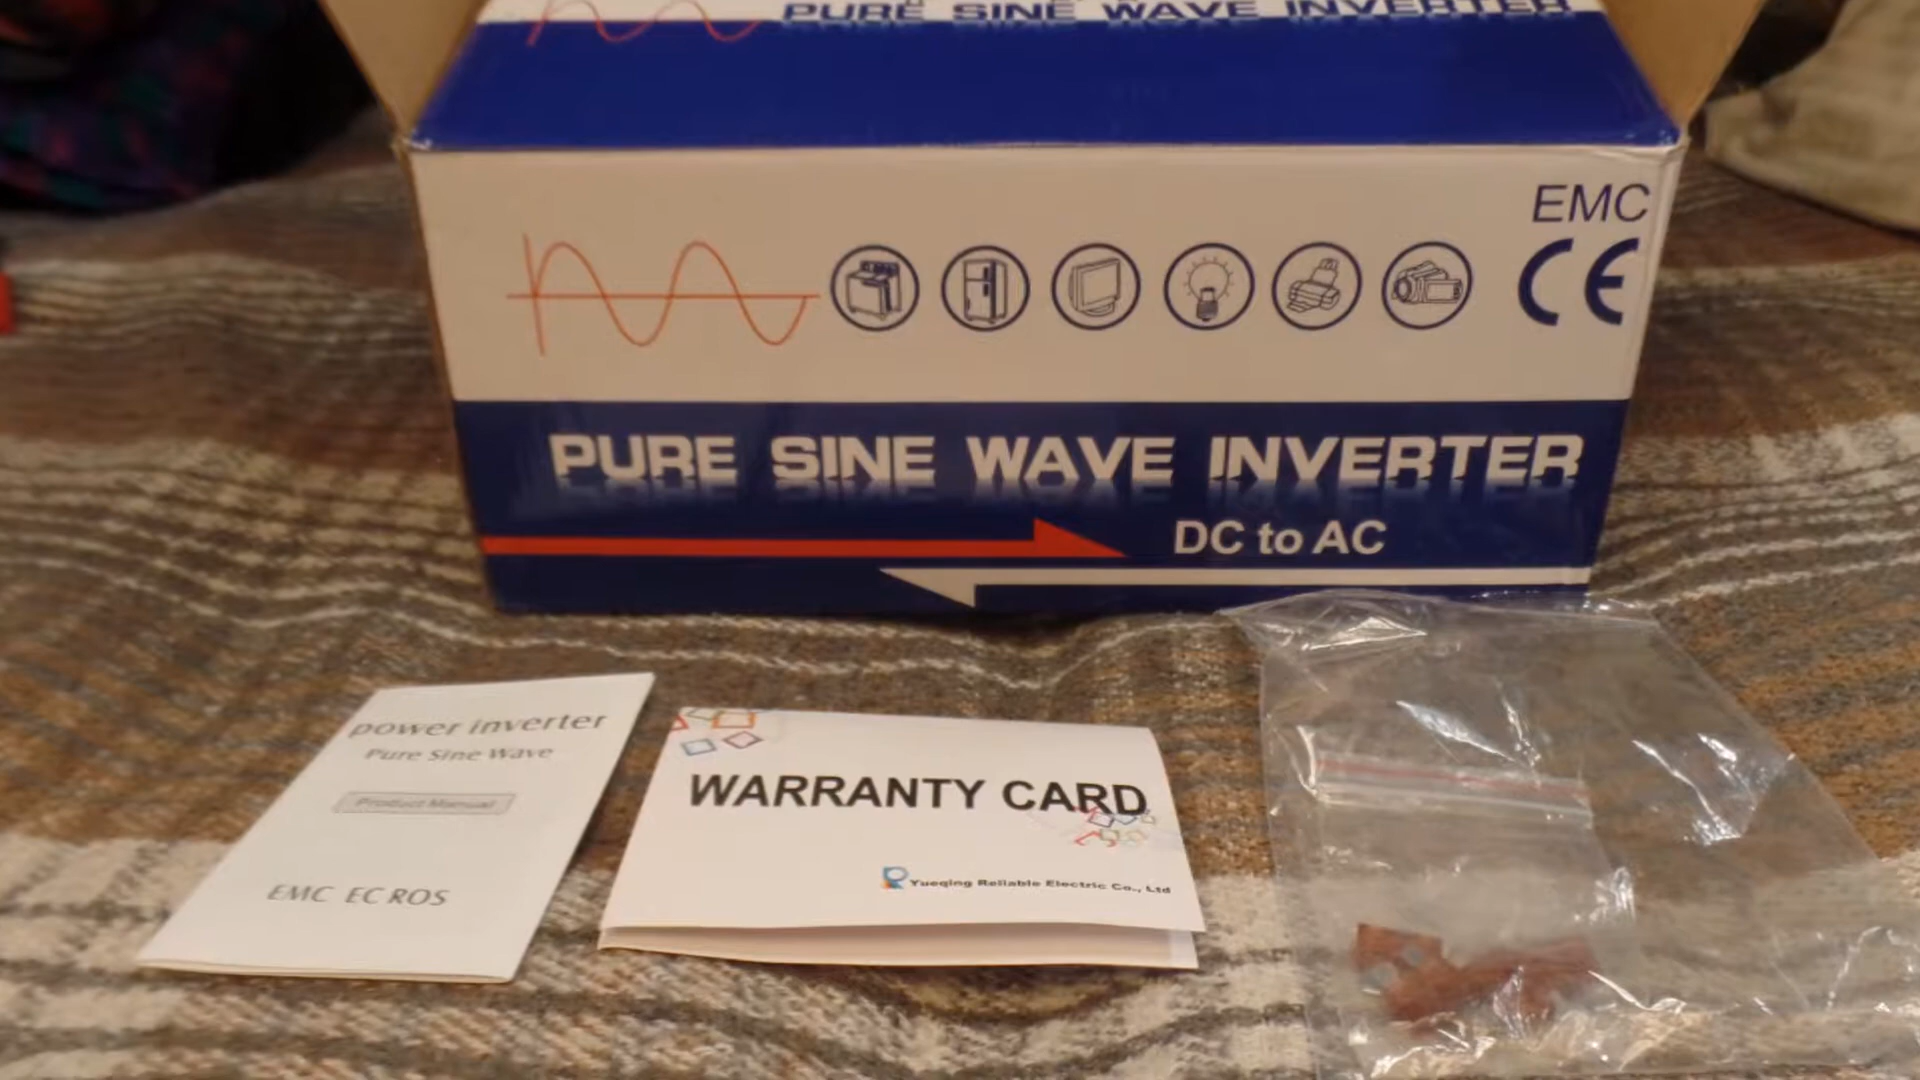 PURE SINE WAVE INVERTER
EMC
CE
PURE SINE WAVE INVERTER
DC to AC
power inverter
Pure Sine Wave
Product Manual
EMC EC ROS
WARRANTY CARD
Yueqing Reliable Electric Co., Ltd